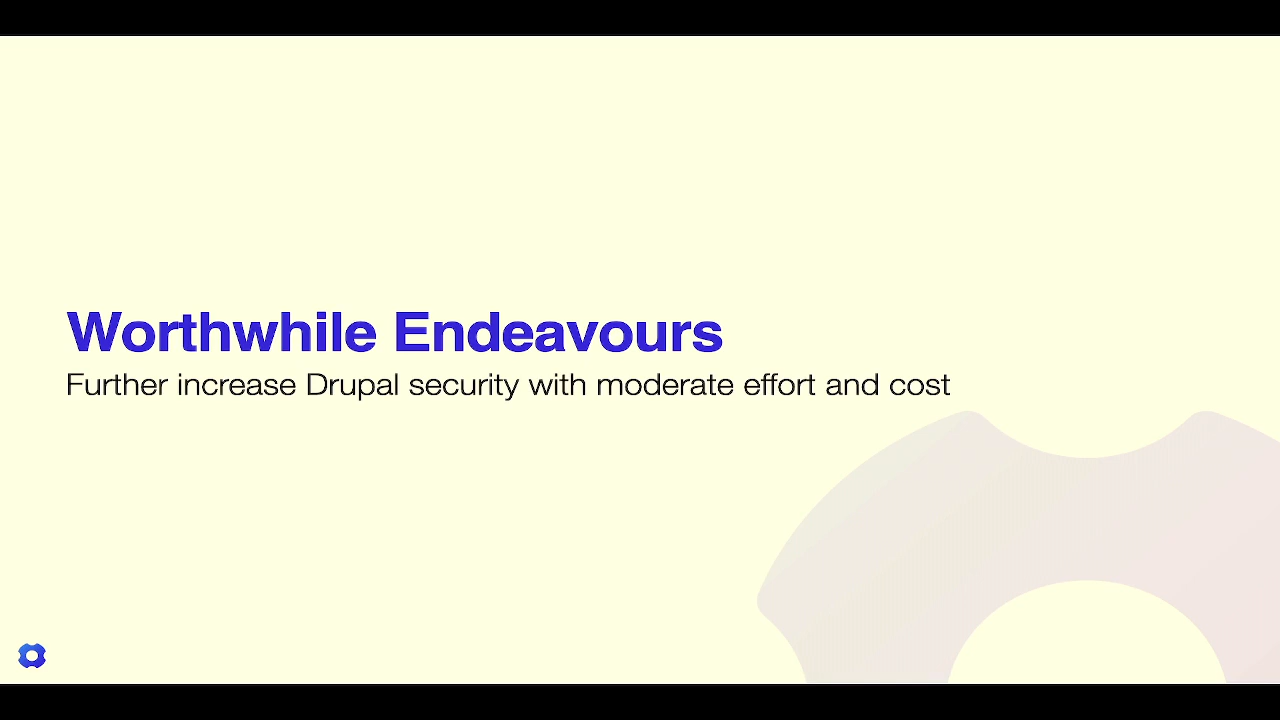 Worthwhile Endeavours
Further increase Drupal security with moderate effort and cost